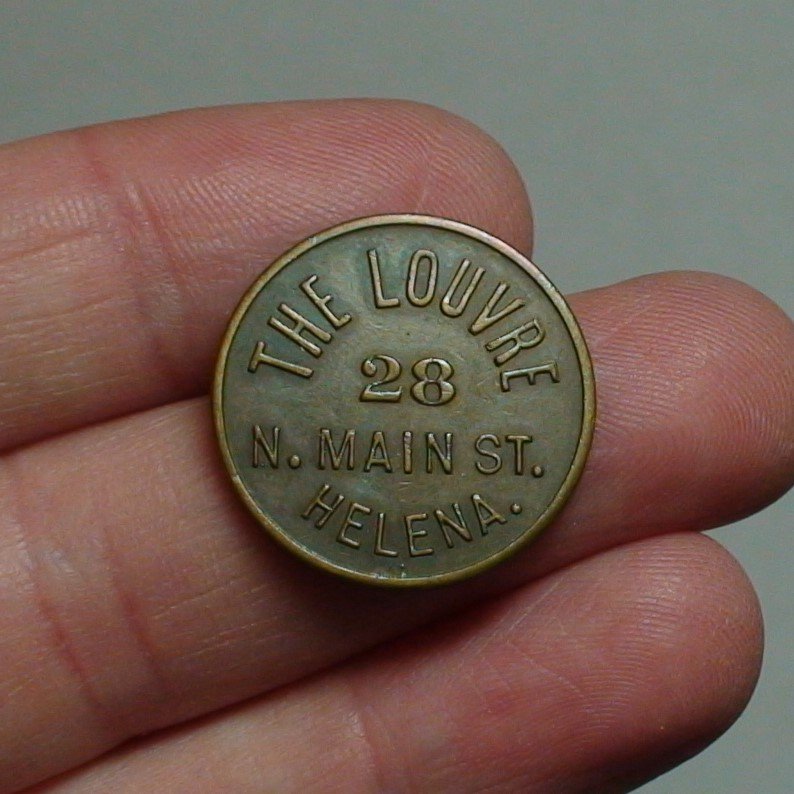 THE LOUVRE
28
N. MAIN ST.
HELENA.